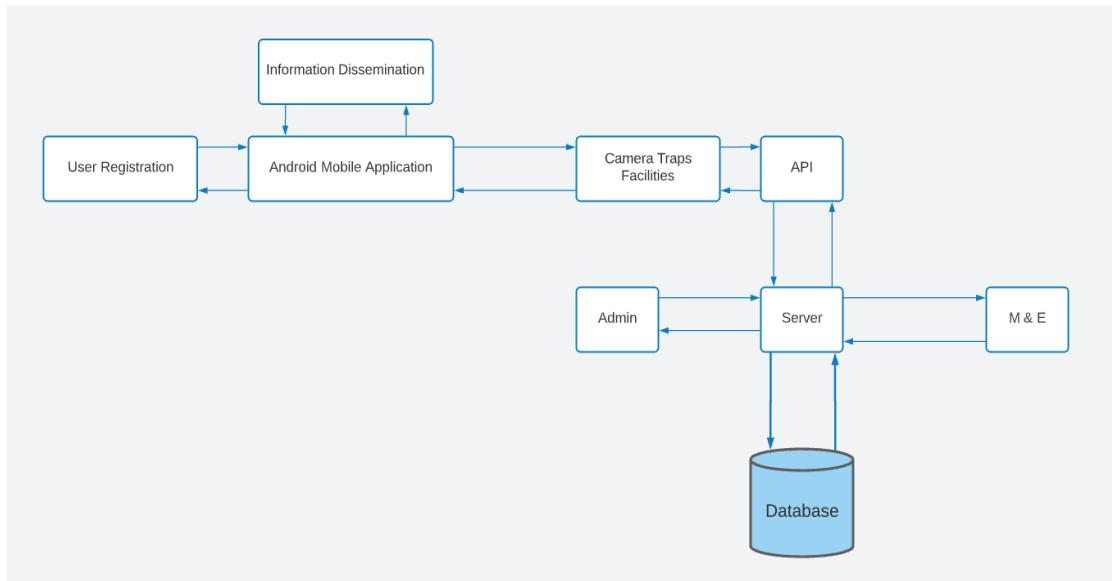 Information Dissemination
User Registration
Android Mobile Application
Camera Traps
Facilities
API
Admin
Server
M & E
Database